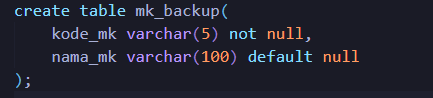 create table mk_backup(
    kode_mk varchar(5) not null,
    nama_mk varchar(100) default null
);